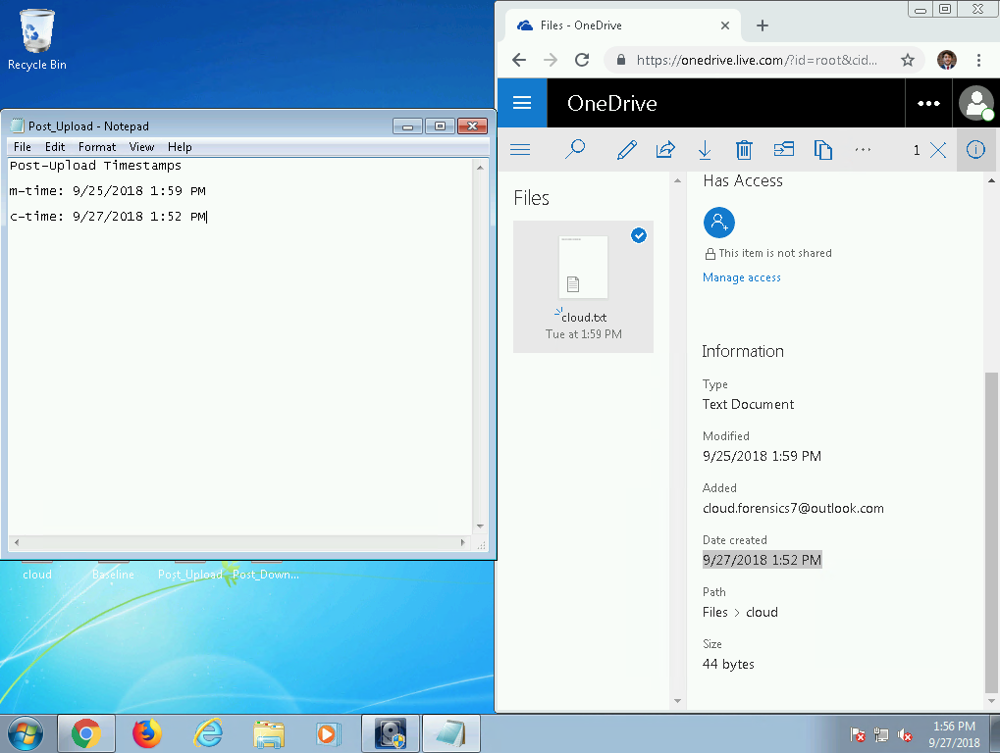 Recycle Bin
Post_Upload - Notepad
File Edit Format View Help
Post-Upload Timestamps
m-time: 9/25/2018 1:59 PM
c-time: 9/27/2018 1:52 PM
cloud
Baseline
Post_Upload
Post_Down...
Files - OneDrive
https://onedrive.live.com/?id=root&cid...
OneDrive
1
Files
cloud.txt
Tue at 1:59 PM
Has Access
This item is not shared
Manage access
Information
Type
Text Document
Modified
9/25/2018 1:59 PM
Added
cloud.forensics7@outlook.com
Date created
9/27/2018 1:52 PM
Path
Files > cloud
Size
44 bytes
1:56 PM
9/27/2018